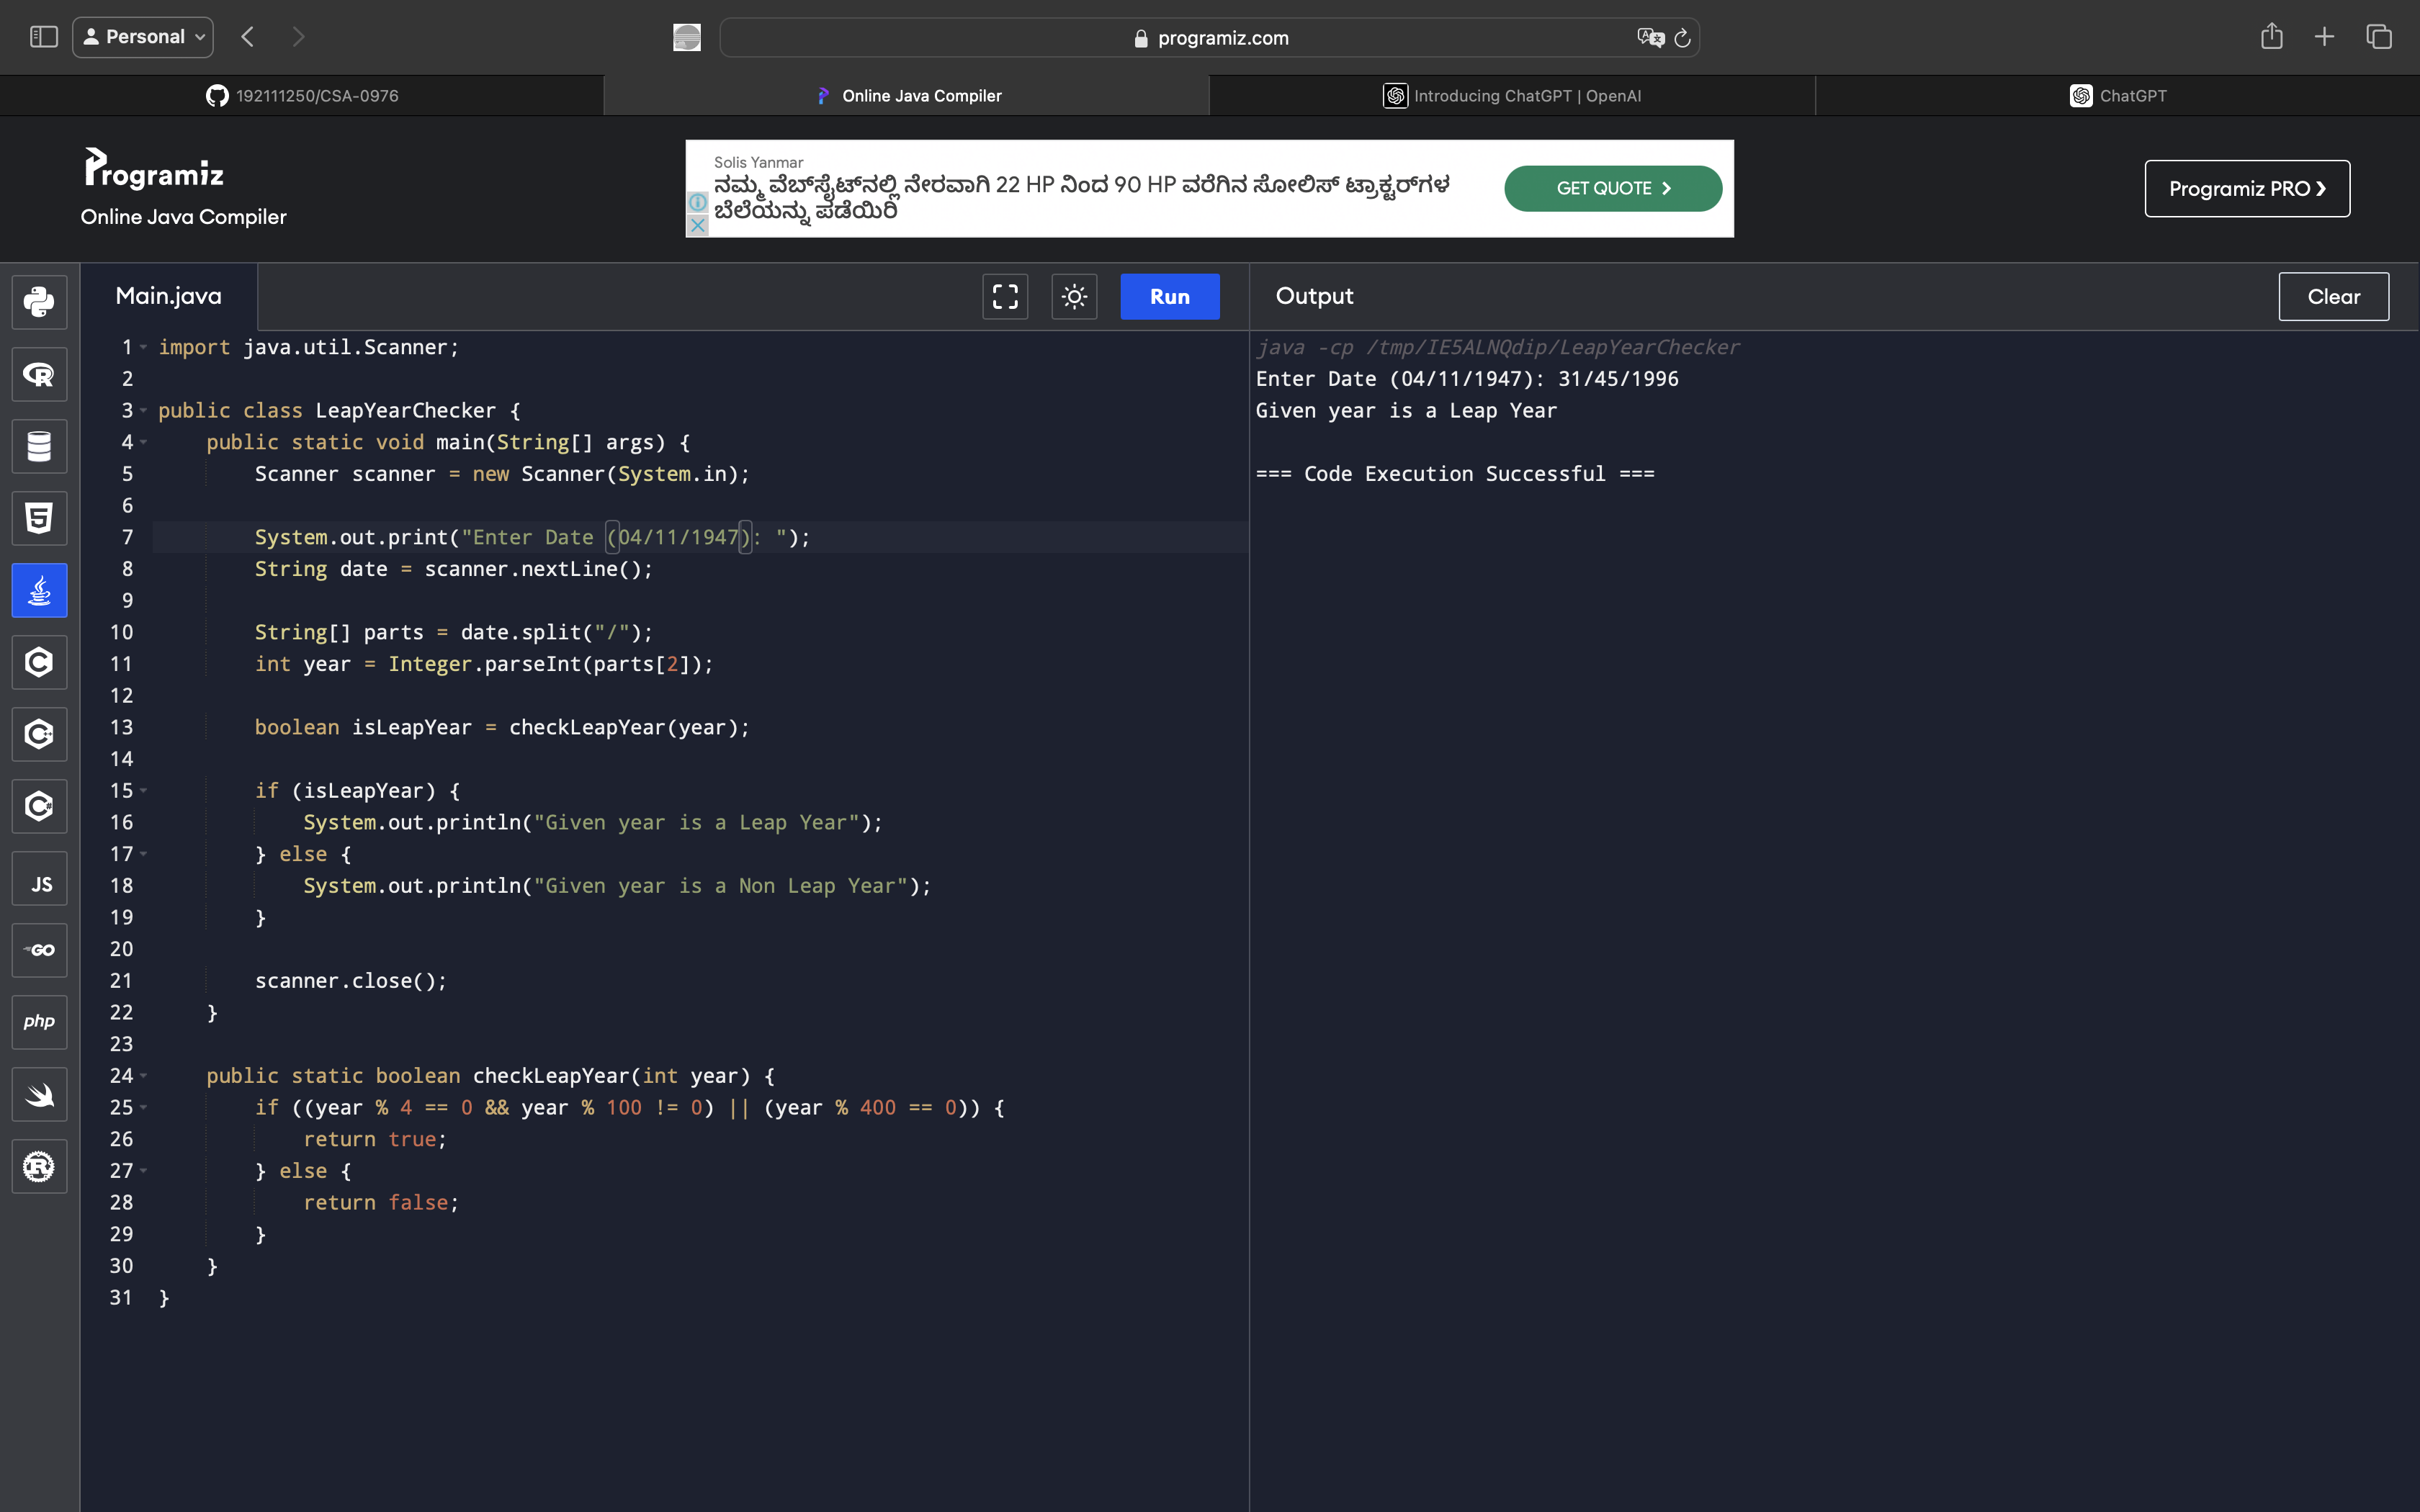 Personal
programiz.com
192111250/CSA-0976
Online Java Compiler
Introducing ChatGPT | OpenAI
ChatGPT
Programiz
Online Java Compiler
Solis Yanmar
ನಮ್ಮ ವೆಬ್‌ಸೈಟ್‌ನಲ್ಲಿ ನೇರವಾಗಿ 22 HP ನಿಂದ 90 HP ವರೆಗಿನ ಸೋಲಿಸ್ ಟ್ರಾಕ್ಟರ್‌ಗಳ
ಬೆಲೆಯನ್ನು ಪಡೆಯಿರಿ
GET QUOTE
Programiz PRO
Main.java
Run
Output
Clear
1 import java.util.Scanner;
2
3 public class LeapYearChecker {
4 public static void main(String[] args) {
5 Scanner scanner = new Scanner(System.in);
6
7 System.out.print("Enter Date (04/11/1947): ");
8 String date = scanner.nextLine();
9
10 String[] parts = date.split("/");
11 int year = Integer.parseInt(parts[2]);
12
13 boolean isLeapYear = checkLeapYear(year);
14
15 if (isLeapYear) {
16 System.out.println("Given year is a Leap Year");
17 } else {
18 System.out.println("Given year is a Non Leap Year");
19 }
20
21 scanner.close();
22 }
23
24 public static boolean checkLeapYear(int year) {
25 if ((year % 4 == 0 && year % 100 != 0) || (year % 400 == 0)) {
26 return true;
27 } else {
28 return false;
29 }
30 }
31 }
java -cp /tmp/IE5ALNQdip/LeapYearChecker
Enter Date (04/11/1947): 31/45/1996
Given year is a Leap Year
=== Code Execution Successful ===
R
5
C
C
C
JS
GO
php
R